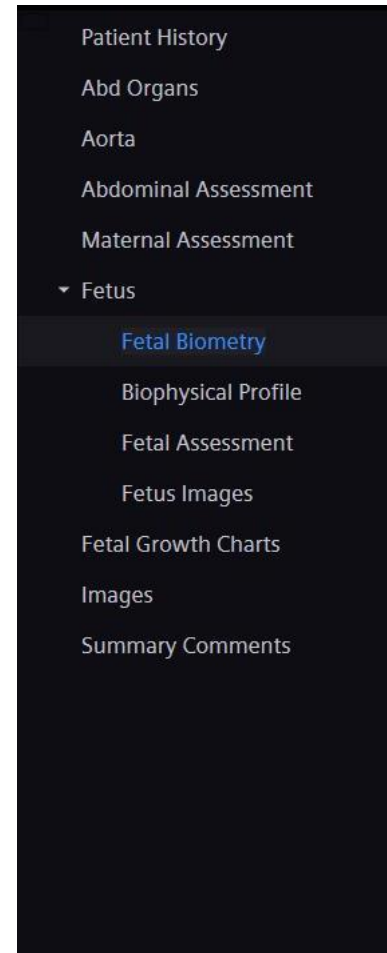 Patient History
Abd Organs
Aorta
Abdominal Assessment
Maternal Assessment
Fetus
Fetal Biometry
Biophysical Profile
Fetal Assessment
Fetus Images
Fetal Growth Charts
Images
Summary Comments